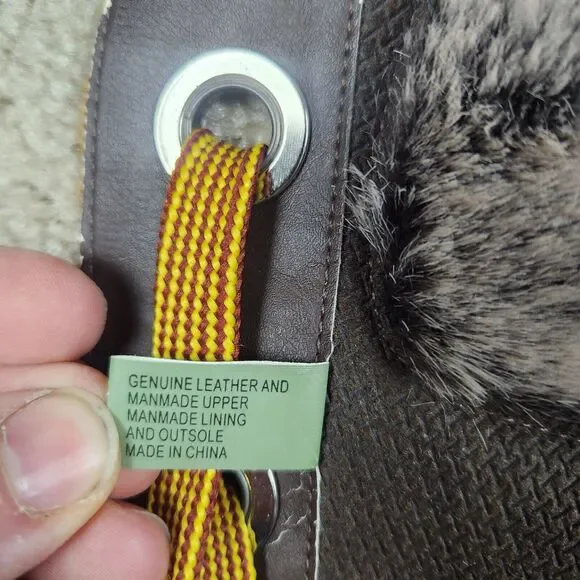 GENUINE LEATHER AND
MANMADE UPPER
MANMADE LINING
AND OUTSOLE
MADE IN CHINA